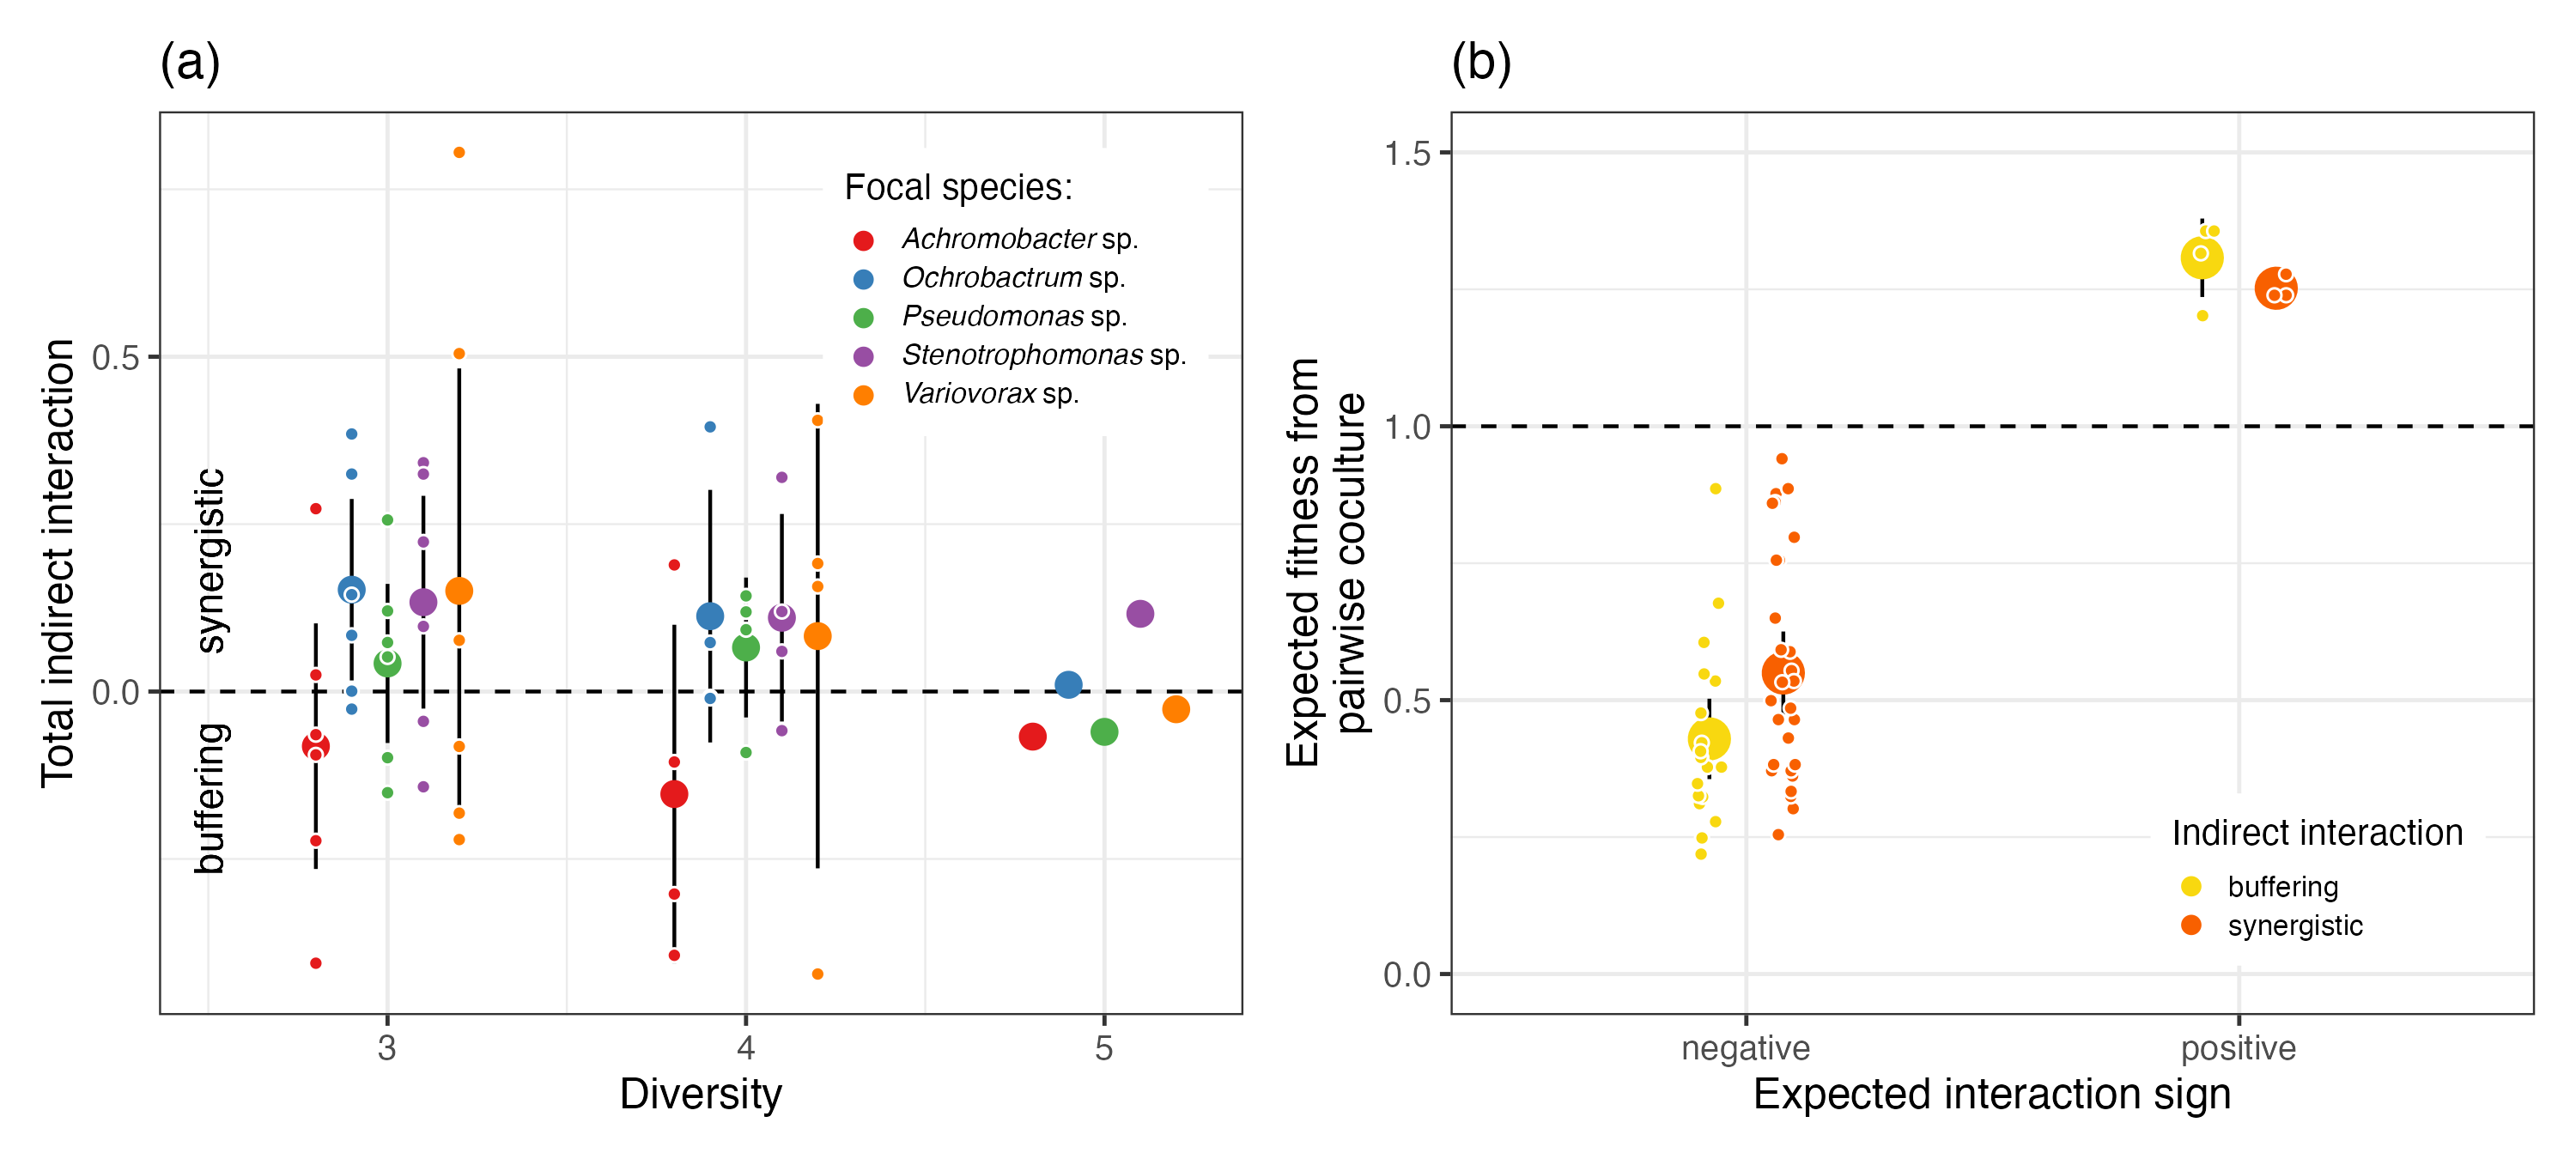 (a)
Total indirect interaction
0.5
0.0
synergistic
buffering
Focal species:
Achromobacter sp.
Ochrobactrum sp.
Pseudomonas sp.
Stenotrophomonas sp.
Variovorax sp.
3
4
5
Diversity
(b)
Expected fitness from
pairwise coculture
1.5
1.0
0.5
0.0
Indirect interaction
buffering
synergistic
negative
positive
Expected interaction sign